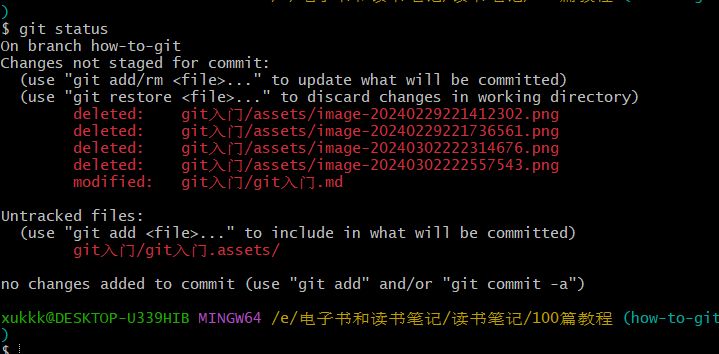 )
$ git status
On branch how-to-git
Changes not staged for commit:
  (use "git add/rm <file>..." to update what will be committed)
  (use "git restore <file>..." to discard changes in working directory)
        deleted:    git入门/assets/image-20240229221412302.png
        deleted:    git入门/assets/image-20240229221736561.png
        deleted:    git入门/assets/image-20240302222314676.png
        deleted:    git入门/assets/image-20240302222557543.png
        modified:   git入门/git入门.md

Untracked files:
  (use "git add <file>..." to include in what will be committed)
        git入门/git入门.assets/

no changes added to commit (use "git add" and/or "git commit -a")

xukkk@DESKTOP-U339HIB MINGW64 /e/电子书和读书笔记/读书笔记/100篇教程 (how-to-git
)
$